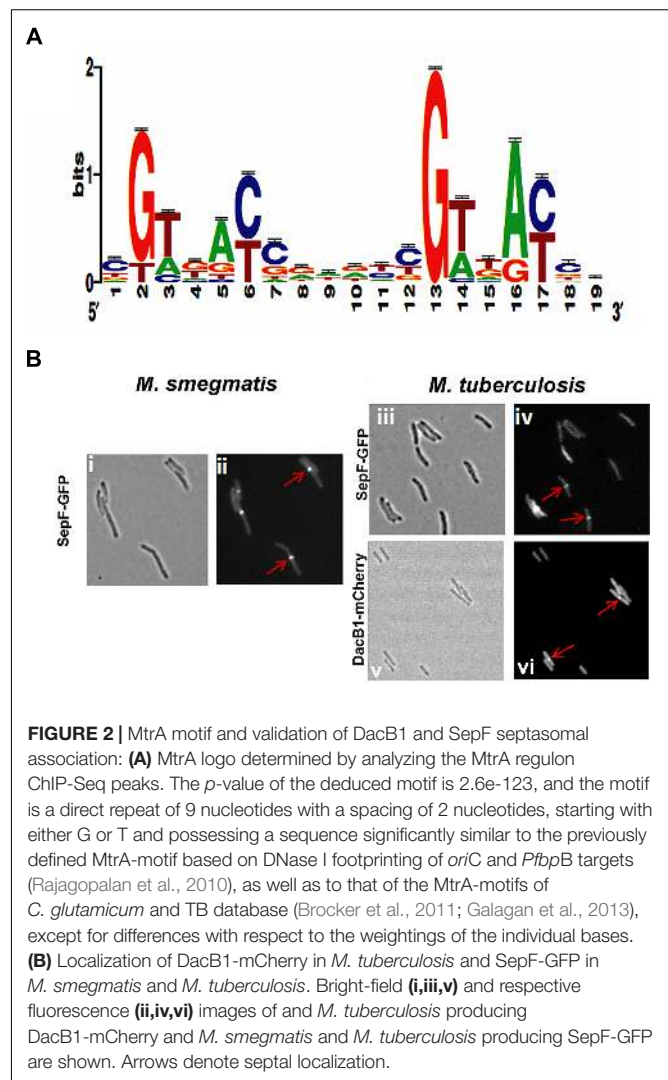 A
2
bits
1
0
5'
1 2 3 4 5 6 7 8 9 10 11 12 13 14 15 16 17 18 19
3'
B
M. smegmatis
M. tuberculosis
SepF-GFP
i
ii
SepF-GFP
iii
iv
DacB1-mCherry
v
vi
FIGURE 2 | MtrA motif and validation of DacB1 and SepF septasomal
association: (A) MtrA logo determined by analyzing the MtrA regulon
ChIP-Seq peaks. The p-value of the deduced motif is 2.6e-123, and the motif
is a direct repeat of 9 nucleotides with a spacing of 2 nucleotides, starting with
either G or T and possessing a sequence significantly similar to the previously
defined MtrA-motif based on DNase I footprinting of oriC and PfbpB targets
(Rajagopalan et al., 2010), as well as to that of the MtrA-motifs of
C. glutamicum and TB database (Brocker et al., 2011; Galagan et al., 2013),
except for differences with respect to the weightings of the individual bases.
(B) Localization of DacB1-mCherry in M. tuberculosis and SepF-GFP in
M. smegmatis and M. tuberculosis. Bright-field (i,iii,v) and respective
fluorescence (ii,iv,vi) images of and M. tuberculosis producing
DacB1-mCherry and M. smegmatis and M. tuberculosis producing SepF-GFP
are shown. Arrows denote septal localization.